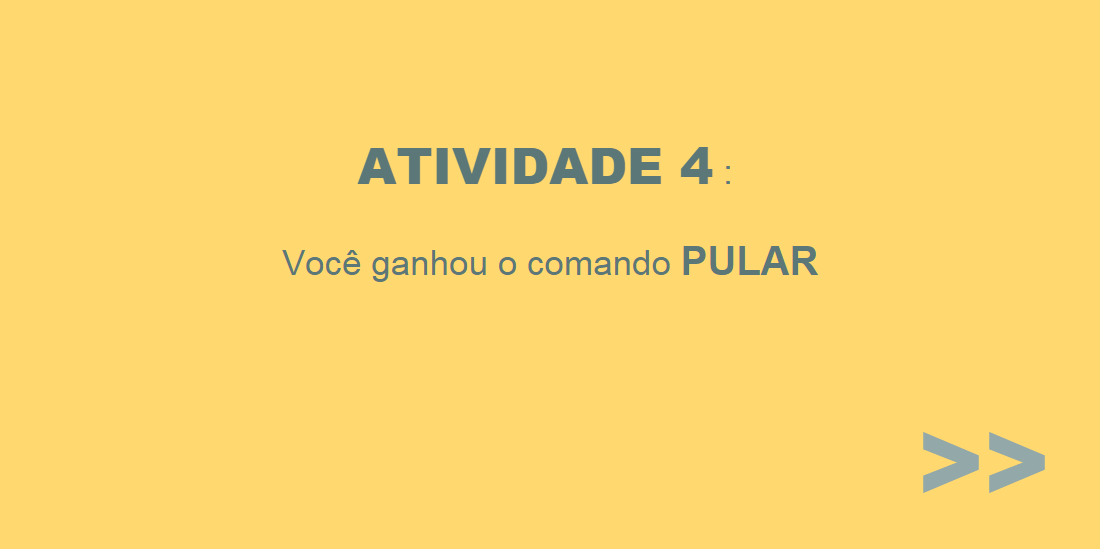 ATIVIDADE 4 :
Você ganhou o comando PULAR
>>